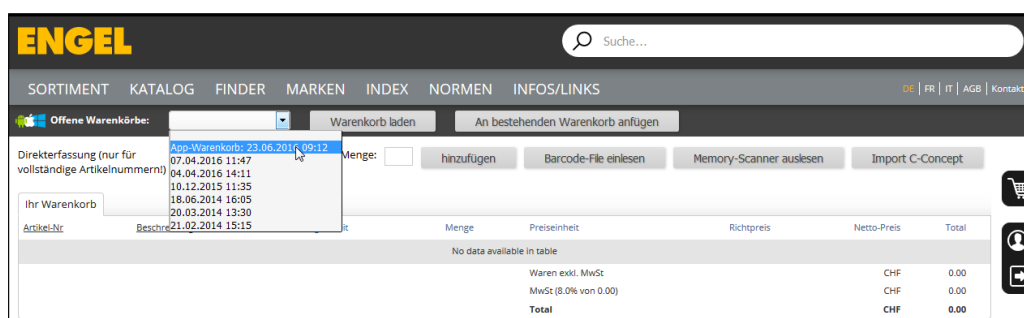 ENGEL
Suche...
SORTIMENT KATALOG FINDER MARKEN INDEX NORMEN INFOS/LINKS DE | FR | IT | AGB | Kontakt
Offene Warenkörbe: Warenkorb laden An bestehenden Warenkorb anfügen
App-Warenkorb: 23.06.2016 09:12
07.04.2016 11:47
04.04.2016 14:11
10.12.2015 11:35
18.06.2014 16:05
20.03.2014 13:30
21.02.2014 15:15
Direkterfassung (nur für
vollständige Artikelnummern!)
Menge: hinzufügen Barcode-File einlesen Memory-Scanner auslesen Import C-Concept
Ihr Warenkorb
Artikel-Nr Menge Preiseinheit Richtpreis Netto-Preis Total
No data available in table
Waren exkl. MwSt CHF 0.00
MwSt (8.0% von 0.00) CHF 0.00
Total CHF 0.00